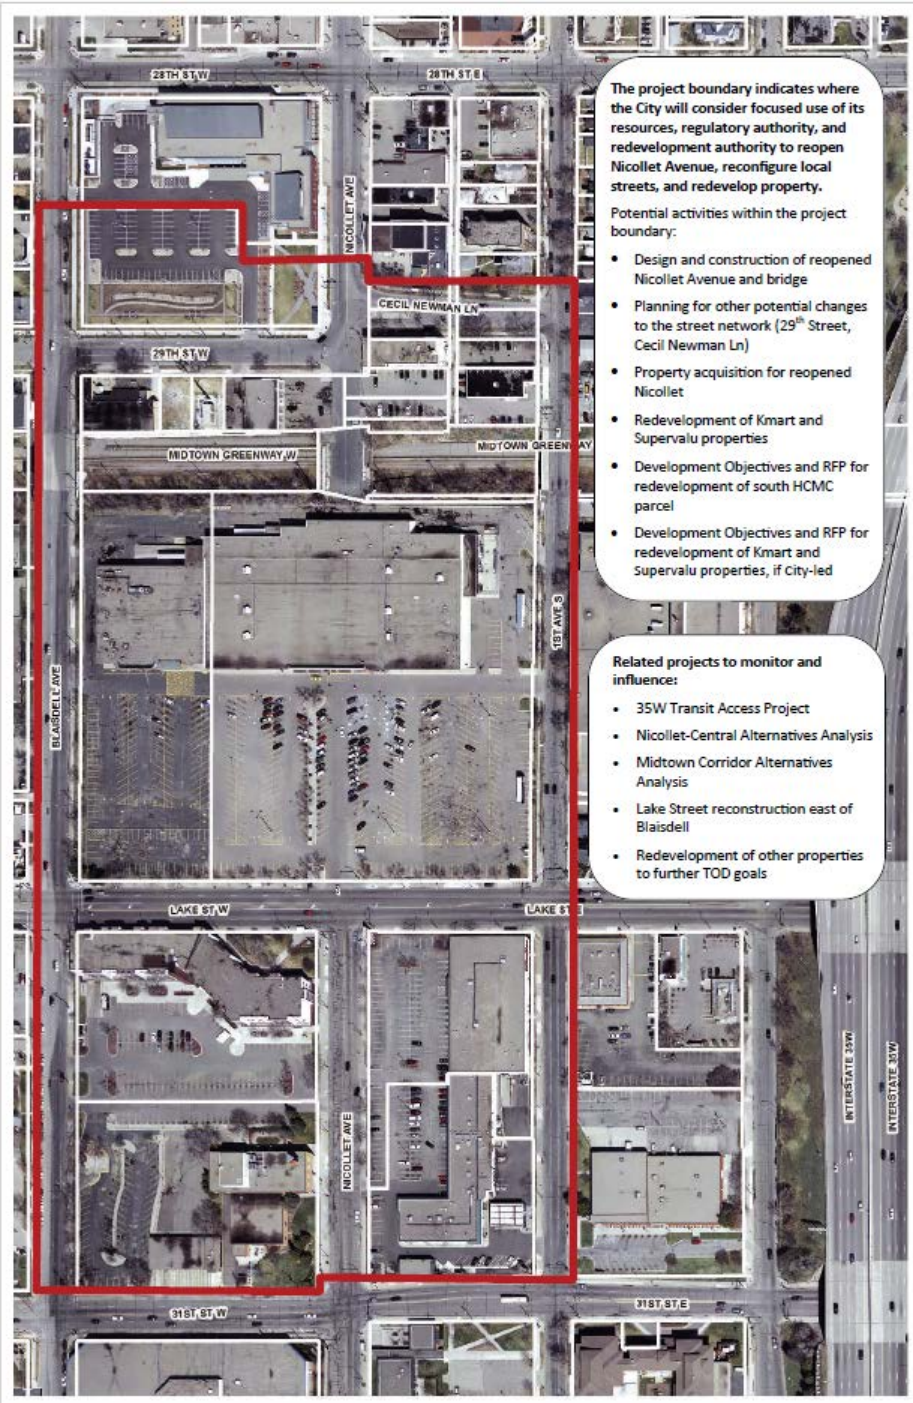 28TH ST W
28TH ST E
The project boundary indicates where
the City will consider focused use of its
resources, regulatory authority, and
redevelopment authority to reopen
Nicollet Avenue, reconfigure local
streets, and redevelop property.
Potential activities within the project
boundary:
• Design and construction of reopened
Nicollet Avenue and bridge
• Planning for other potential changes
to the street network (29th Street,
Cecil Newman Ln)
• Property acquisition for reopened
Nicollet
• Redevelopment of Kmart and
Supervalu properties
• Development Objectives and RFP for
redevelopment of south HCMC
parcel
• Development Objectives and RFP for
redevelopment of Kmart and
Supervalu properties, if City-led
NICOLLET AVE
CECIL NEWMAN LN
29TH ST W
MIDTOWN GREENWAY W
MIDTOWN GREENWAY
1ST AVE S
BLAISDELL AVE
Related projects to monitor and
influence:
• 35W Transit Access Project
• Nicollet-Central Alternatives Analysis
• Midtown Corridor Alternatives
Analysis
• Lake Street reconstruction east of
Blaisdell
• Redevelopment of other properties
to further TOD goals
LAKE ST W
LAKE ST E
NICOLLET AVE
INTERSTATE 35W
INTERSTATE 35W
31ST ST W
31ST ST E